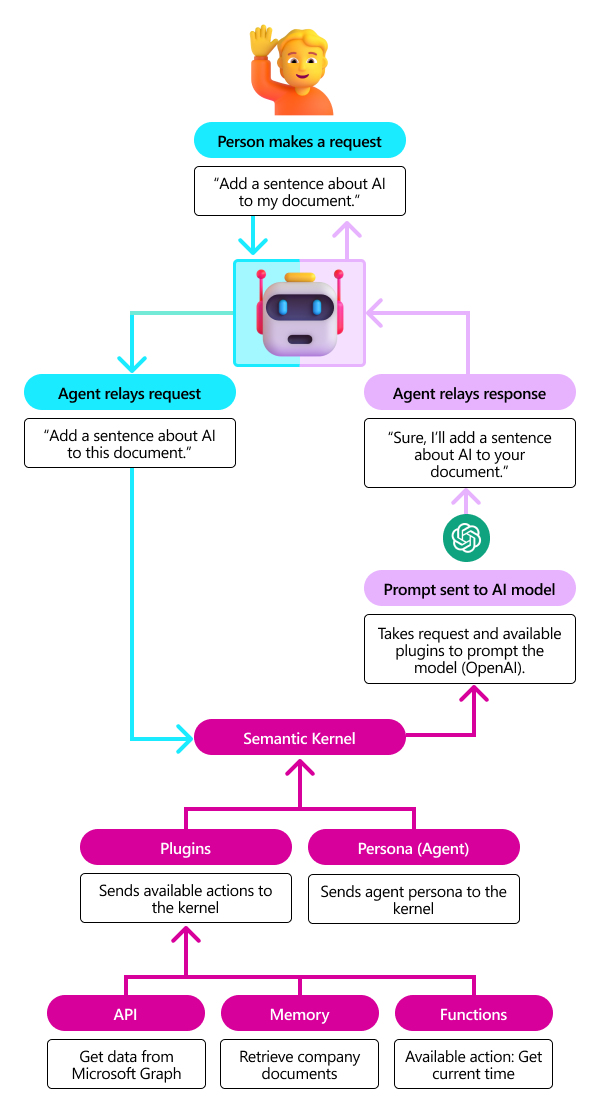 Person makes a request
“Add a sentence about AI
to my document.”
Agent relays request
“Add a sentence about AI
to this document.”
Agent relays response
“Sure, I’ll add a sentence
about AI to your
document.“
Prompt sent to AI model
Takes request and available
plugins to prompt the
model (OpenAI).
Semantic Kernel
Plugins
Sends available actions to
the kernel
Persona (Agent)
Sends agent persona to the
kernel
API
Get data from
Microsoft Graph
Memory
Retrieve company
documents
Functions
Available action: Get
current time